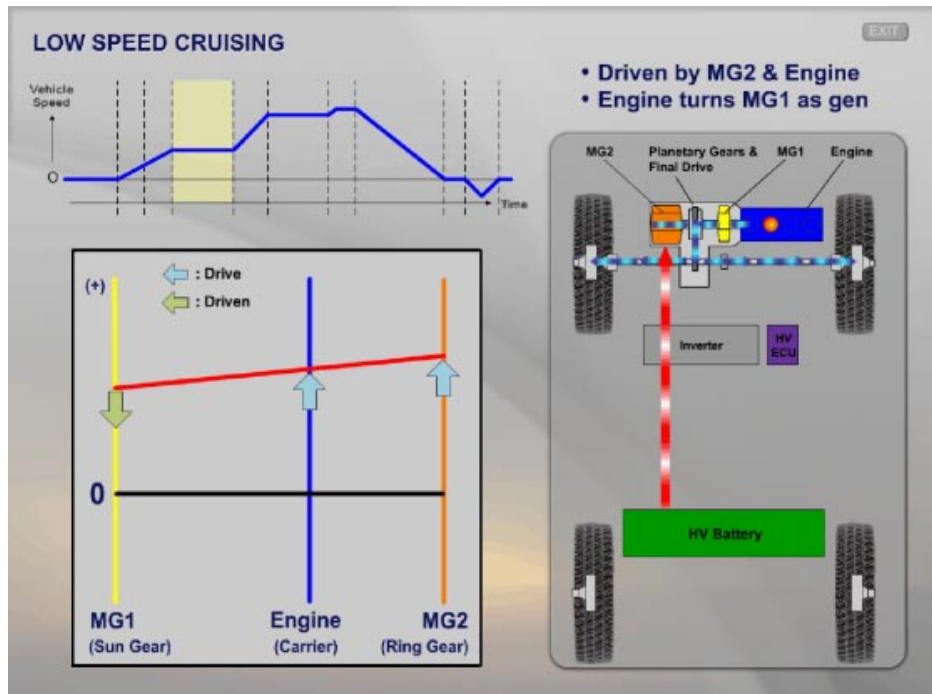 LOW SPEED CRUISING
EXIT
• Driven by MG2 & Engine
• Engine turns MG1 as gen
Vehicle
Speed
O
Time
MG2
Planetary Gears &
Final Drive
MG1
Engine
(+)
: Drive
: Driven
0
MG1
(Sun Gear)
Engine
(Carrier)
MG2
(Ring Gear)
Inverter
HV
ECU
HV Battery